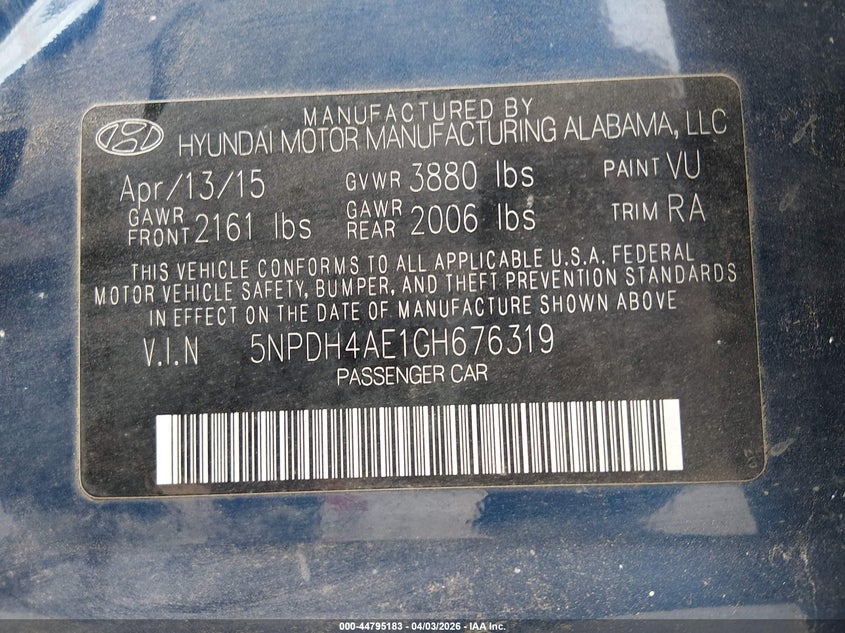 MANUFACTURED BY
HYUNDAI MOTOR MANUFACTURING ALABAMA, LLC
Apr/13/15 GVWR 3880 lbs PAINT VU
GAWR FRONT 2161 lbs GAWR REAR 2006 lbs TRIM RA
THIS VEHICLE CONFORMS TO ALL APPLICABLE U.S.A. FEDERAL
MOTOR VEHICLE SAFETY, BUMPER, AND THEFT PREVENTION STANDARDS
IN EFFECT ON THE DATE OF MANUFACTURE SHOWN ABOVE
V.I.N 5NPDH4AE1GH676319
PASSENGER CAR
000-44795183 - 04/03/2026 - IAA Inc.